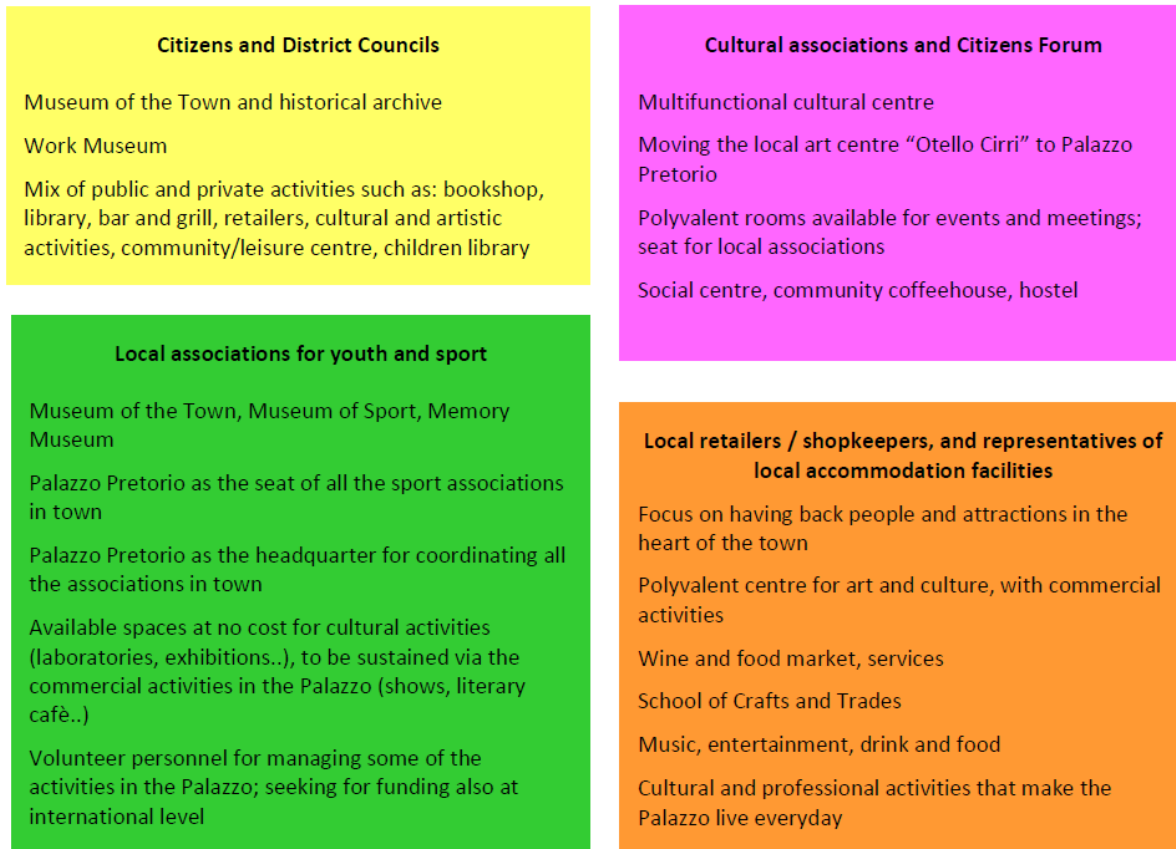 Citizens and District Councils
Museum of the Town and historical archive
Work Museum
Mix of public and private activities such as: bookshop,
library, bar and grill, retailers, cultural and artistic
activities, community/leisure centre, children library
Cultural associations and Citizens Forum
Multifunctional cultural centre
Moving the local art centre “Otello Cirri” to Palazzo
Pretorio
Polyvalent rooms available for events and meetings;
seat for local associations
Social centre, community coffeehouse, hostel
Local associations for youth and sport
Museum of the Town, Museum of Sport, Memory
Museum
Palazzo Pretorio as the seat of all the sport associations
in town
Palazzo Pretorio as the headquarter for coordinating all
the associations in town
Available spaces at no cost for cultural activities
(laboratories, exhibitions..), to be sustained via the
commercial activities in the Palazzo (shows, literary
cafè..)
Volunteer personnel for managing some of the
activities in the Palazzo; seeking for funding also at
international level
Local retailers / shopkeepers, and representatives of
local accommodation facilities
Focus on having back people and attractions in the
heart of the town
Polyvalent centre for art and culture, with commercial
activities
Wine and food market, services
School of Crafts and Trades
Music, entertainment, drink and food
Cultural and professional activities that make the
Palazzo live everyday